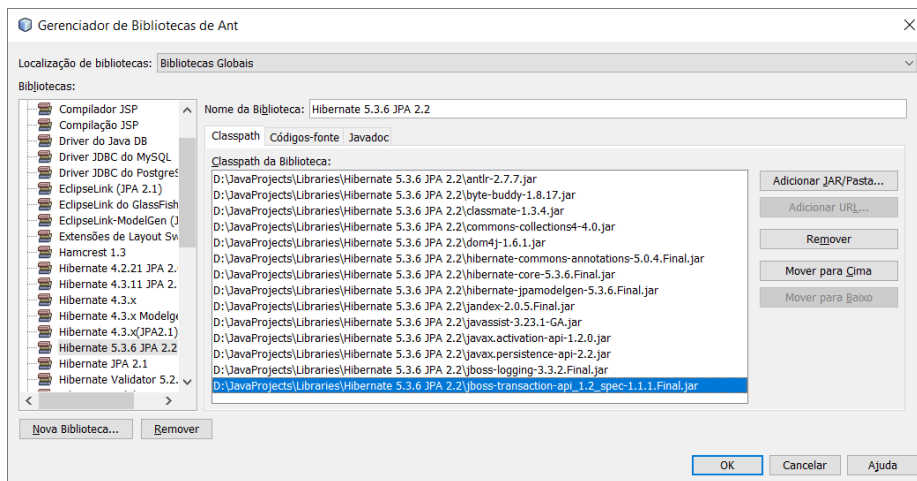 Gerenciador de Bibliotecas de Ant
Localização de bibliotecas: Bibliotecas Globais
Bibliotecas:
Compilador JSP
Compilação JSP
Driver do Java DB
Driver JDBC do MySQL
Driver JDBC do PostgreS
EclipseLink (JPA 2.1)
EclipseLink do GlassFish
EclipseLink-ModelGen (J
Extensões de Layout Sw
Hamcrest 1.3
Hibernate 4.2.21 JPA 2.
Hibernate 4.3.11 JPA 2.
Hibernate 4.3.x
Hibernate 4.3.x Modelge
Hibernate 4.3.x(JPA2.1)
Hibernate 5.3.6 JPA 2.2
Hibernate JPA 2.1
Hibernate Validator 5.2.
Nome da Biblioteca: Hibernate 5.3.6 JPA 2.2
Classpath Códigos-fonte Javadoc
Classpath da Biblioteca:
D:\JavaProjects\Libraries\Hibernate 5.3.6 JPA 2.2\antlr-2.7.7.jar
D:\JavaProjects\Libraries\Hibernate 5.3.6 JPA 2.2\byte-buddy-1.8.17.jar
D:\JavaProjects\Libraries\Hibernate 5.3.6 JPA 2.2\classmate-1.3.4.jar
D:\JavaProjects\Libraries\Hibernate 5.3.6 JPA 2.2\commons-collections4-4.0.jar
D:\JavaProjects\Libraries\Hibernate 5.3.6 JPA 2.2\dom4j-1.6.1.jar
D:\JavaProjects\Libraries\Hibernate 5.3.6 JPA 2.2\hibernate-commons-annotations-5.0.4.Final.jar
D:\JavaProjects\Libraries\Hibernate 5.3.6 JPA 2.2\hibernate-core-5.3.6.Final.jar
D:\JavaProjects\Libraries\Hibernate 5.3.6 JPA 2.2\hibernate-jpamodelgen-5.3.6.Final.jar
D:\JavaProjects\Libraries\Hibernate 5.3.6 JPA 2.2\jandex-2.0.5.Final.jar
D:\JavaProjects\Libraries\Hibernate 5.3.6 JPA 2.2\javassist-3.23.1-GA.jar
D:\JavaProjects\Libraries\Hibernate 5.3.6 JPA 2.2\javax.activation-api-1.2.0.jar
D:\JavaProjects\Libraries\Hibernate 5.3.6 JPA 2.2\javax.persistence-api-2.2.jar
D:\JavaProjects\Libraries\Hibernate 5.3.6 JPA 2.2\jboss-logging-3.3.2.Final.jar
D:\JavaProjects\Libraries\Hibernate 5.3.6 JPA 2.2\jboss-transaction-api_1.2_spec-1.1.1.Final.jar
Adicionar JAR/Pasta...
Adicionar URL...
Remover
Mover para Cima
Mover para Baixo
Nova Biblioteca... Remover
OK Cancelar Ajuda